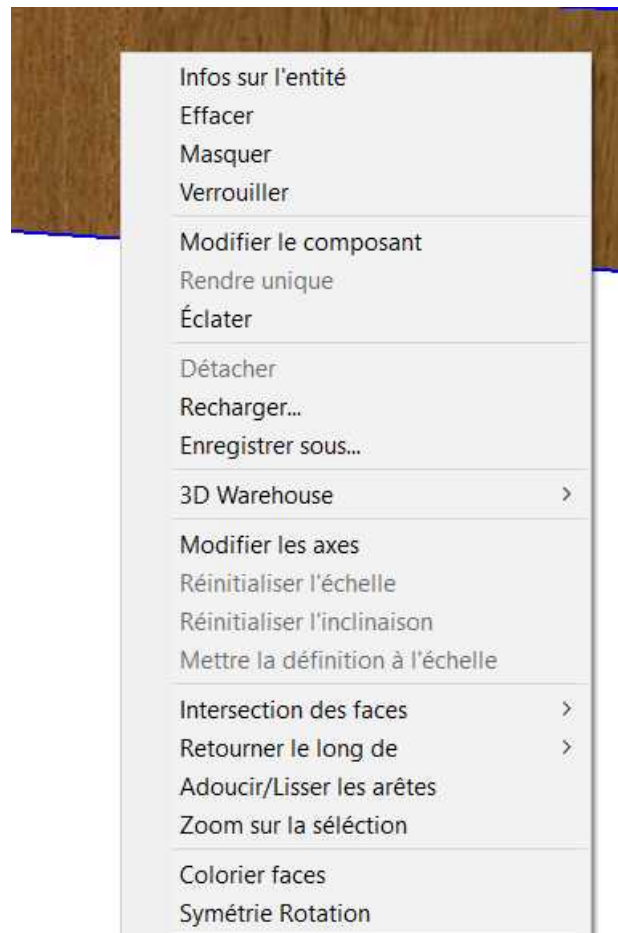 Infos sur l'entité
Effacer
Masquer
Verrouiller
Modifier le composant
Rendre unique
Éclater
Détacher
Recharger...
Enregistrer sous...
3D Warehouse
Modifier les axes
Réinitialiser l'échelle
Réinitialiser l'inclinaison
Mettre la définition à l'échelle
Intersection des faces
Retourner le long de
Adoucir/Lisser les arêtes
Zoom sur la séléction
Colorier faces
Symétrie Rotation